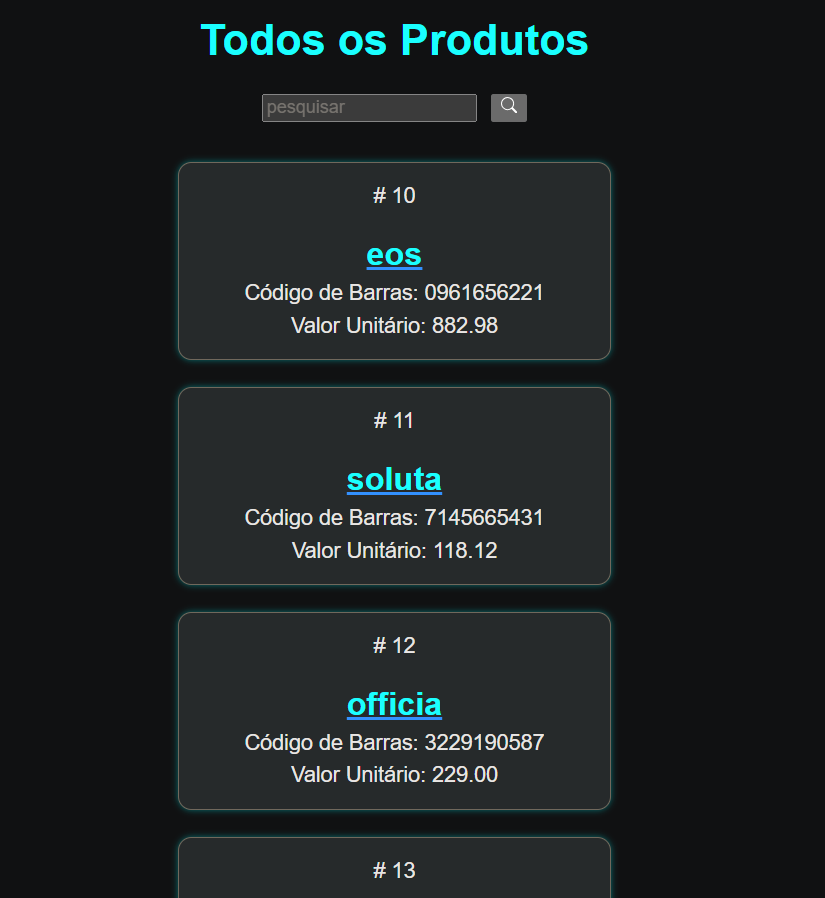 Todos os Produtos
pesquisar
# 10
eos
Código de Barras: 0961656221
Valor Unitário: 882.98
# 11
soluta
Código de Barras: 7145665431
Valor Unitário: 118.12
# 12
officia
Código de Barras: 3229190587
Valor Unitário: 229.00
# 13